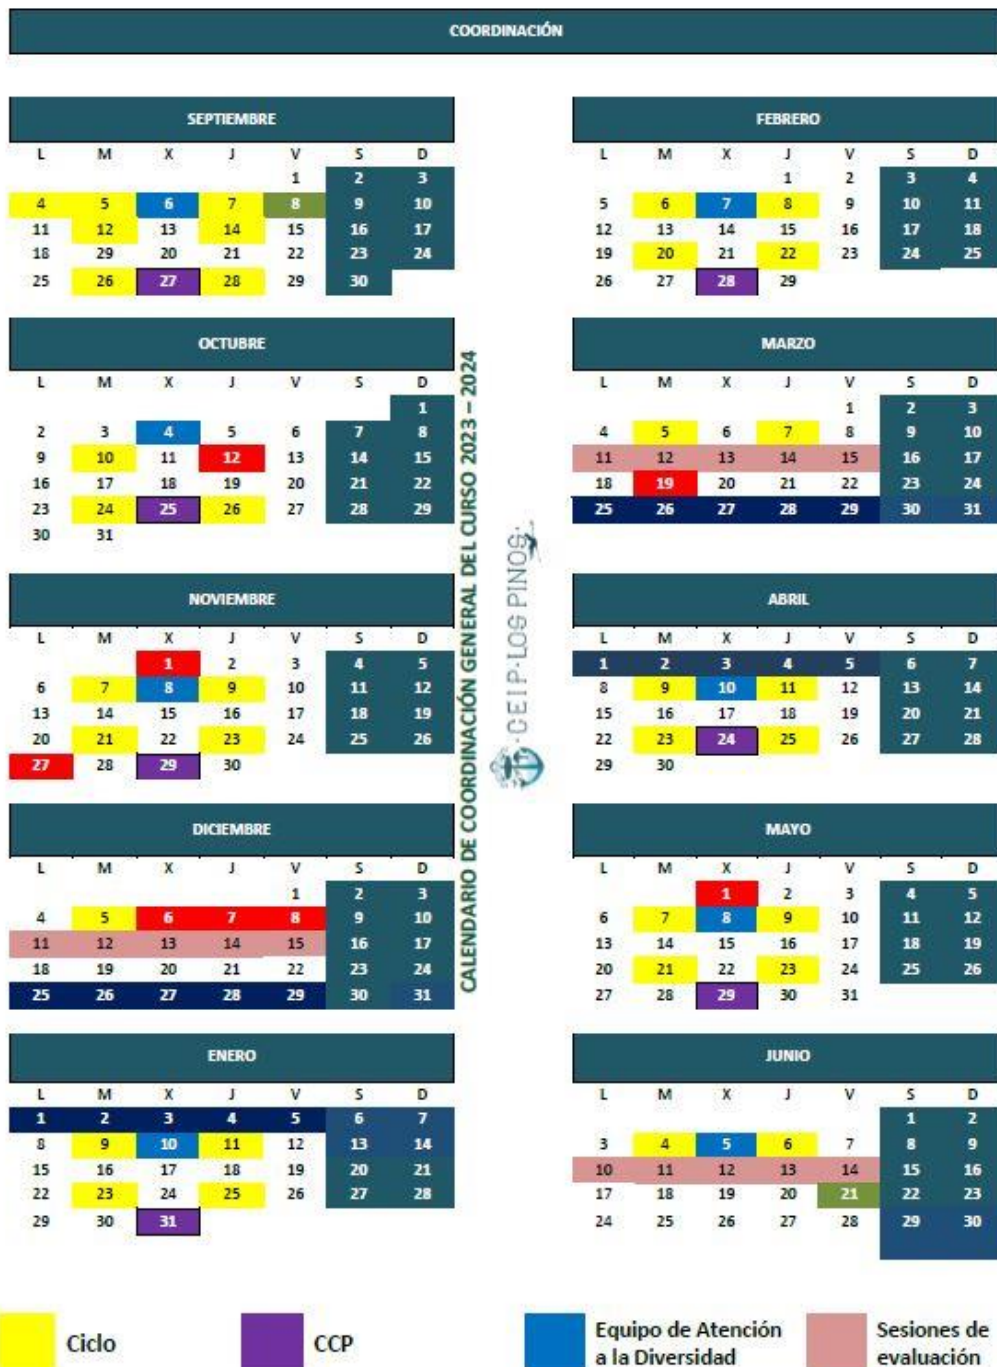 COORDINACIÓN
SEPTIEMBRE
L M X J V S D
1 2 3
4 5 6 7 8 9 10
11 12 13 14 15 16 17
18 29 20 21 22 23 24
25 26 27 28 29 30
OCTUBRE
L M X J V S D
1
2 3 4 5 6 7 8
9 10 11 12 13 14 15
16 17 18 19 20 21 22
23 24 25 26 27 28 29
30 31
NOVIEMBRE
L M X J V S D
1 2 3 4 5
6 7 8 9 10 11 12
13 14 15 16 17 18 19
20 21 22 23 24 25 26
27 28 29 30
DICIEMBRE
L M X J V S D
1 2 3
4 5 6 7 8 9 10
11 12 13 14 15 16 17
18 19 20 21 22 23 24
25 26 27 28 29 30 31
ENERO
L M X J V S D
1 2 3 4 5 6 7
8 9 10 11 12 13 14
15 16 17 18 19 20 21
22 23 24 25 26 27 28
29 30 31
CALENDARIO DE COORDINACIÓN GENERAL DEL CURSO 2023 – 2024
·CEIP·LOS PINOS·
FEBRERO
L M X J V S D
1 2 3 4
5 6 7 8 9 10 11
12 13 14 15 16 17 18
19 20 21 22 23 24 25
26 27 28 29
MARZO
L M X J V S D
1 2 3
4 5 6 7 8 9 10
11 12 13 14 15 16 17
18 19 20 21 22 23 24
25 26 27 28 29 30 31
ABRIL
L M X J V S D
1 2 3 4 5 6 7
8 9 10 11 12 13 14
15 16 17 18 19 20 21
22 23 24 25 26 27 28
29 30
MAYO
L M X J V S D
1 2 3 4 5
6 7 8 9 10 11 12
13 14 15 16 17 18 19
20 21 22 23 24 25 26
27 28 29 30 31
JUNIO
L M X J V S D
1 2
3 4 5 6 7 8 9
10 11 12 13 14 15 16
17 18 19 20 21 22 23
24 25 26 27 28 29 30
Ciclo
CCP
Equipo de Atención
a la Diversidad
Sesiones de
evaluación